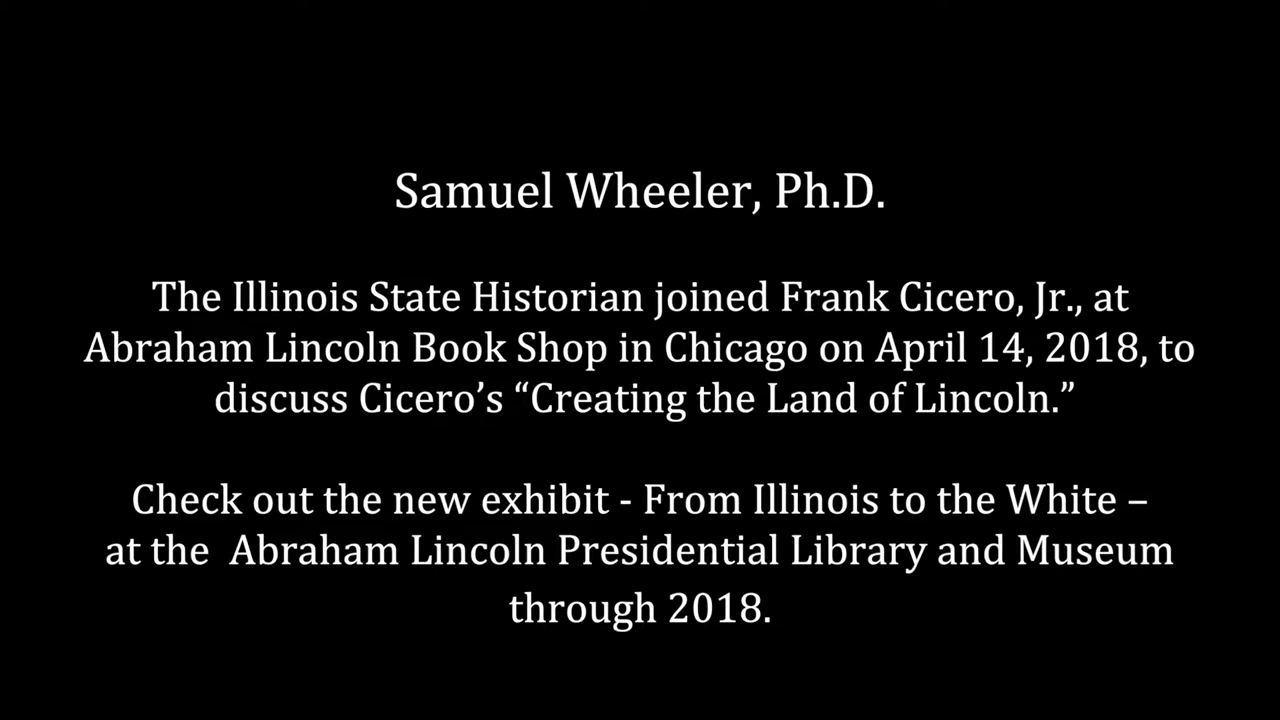 Samuel Wheeler, Ph.D.
The Illinois State Historian joined Frank Cicero, Jr., at
Abraham Lincoln Book Shop in Chicago on April 14, 2018, to
discuss Cicero’s “Creating the Land of Lincoln.”
Check out the new exhibit - From Illinois to the White –
at the  Abraham Lincoln Presidential Library and Museum
through 2018.